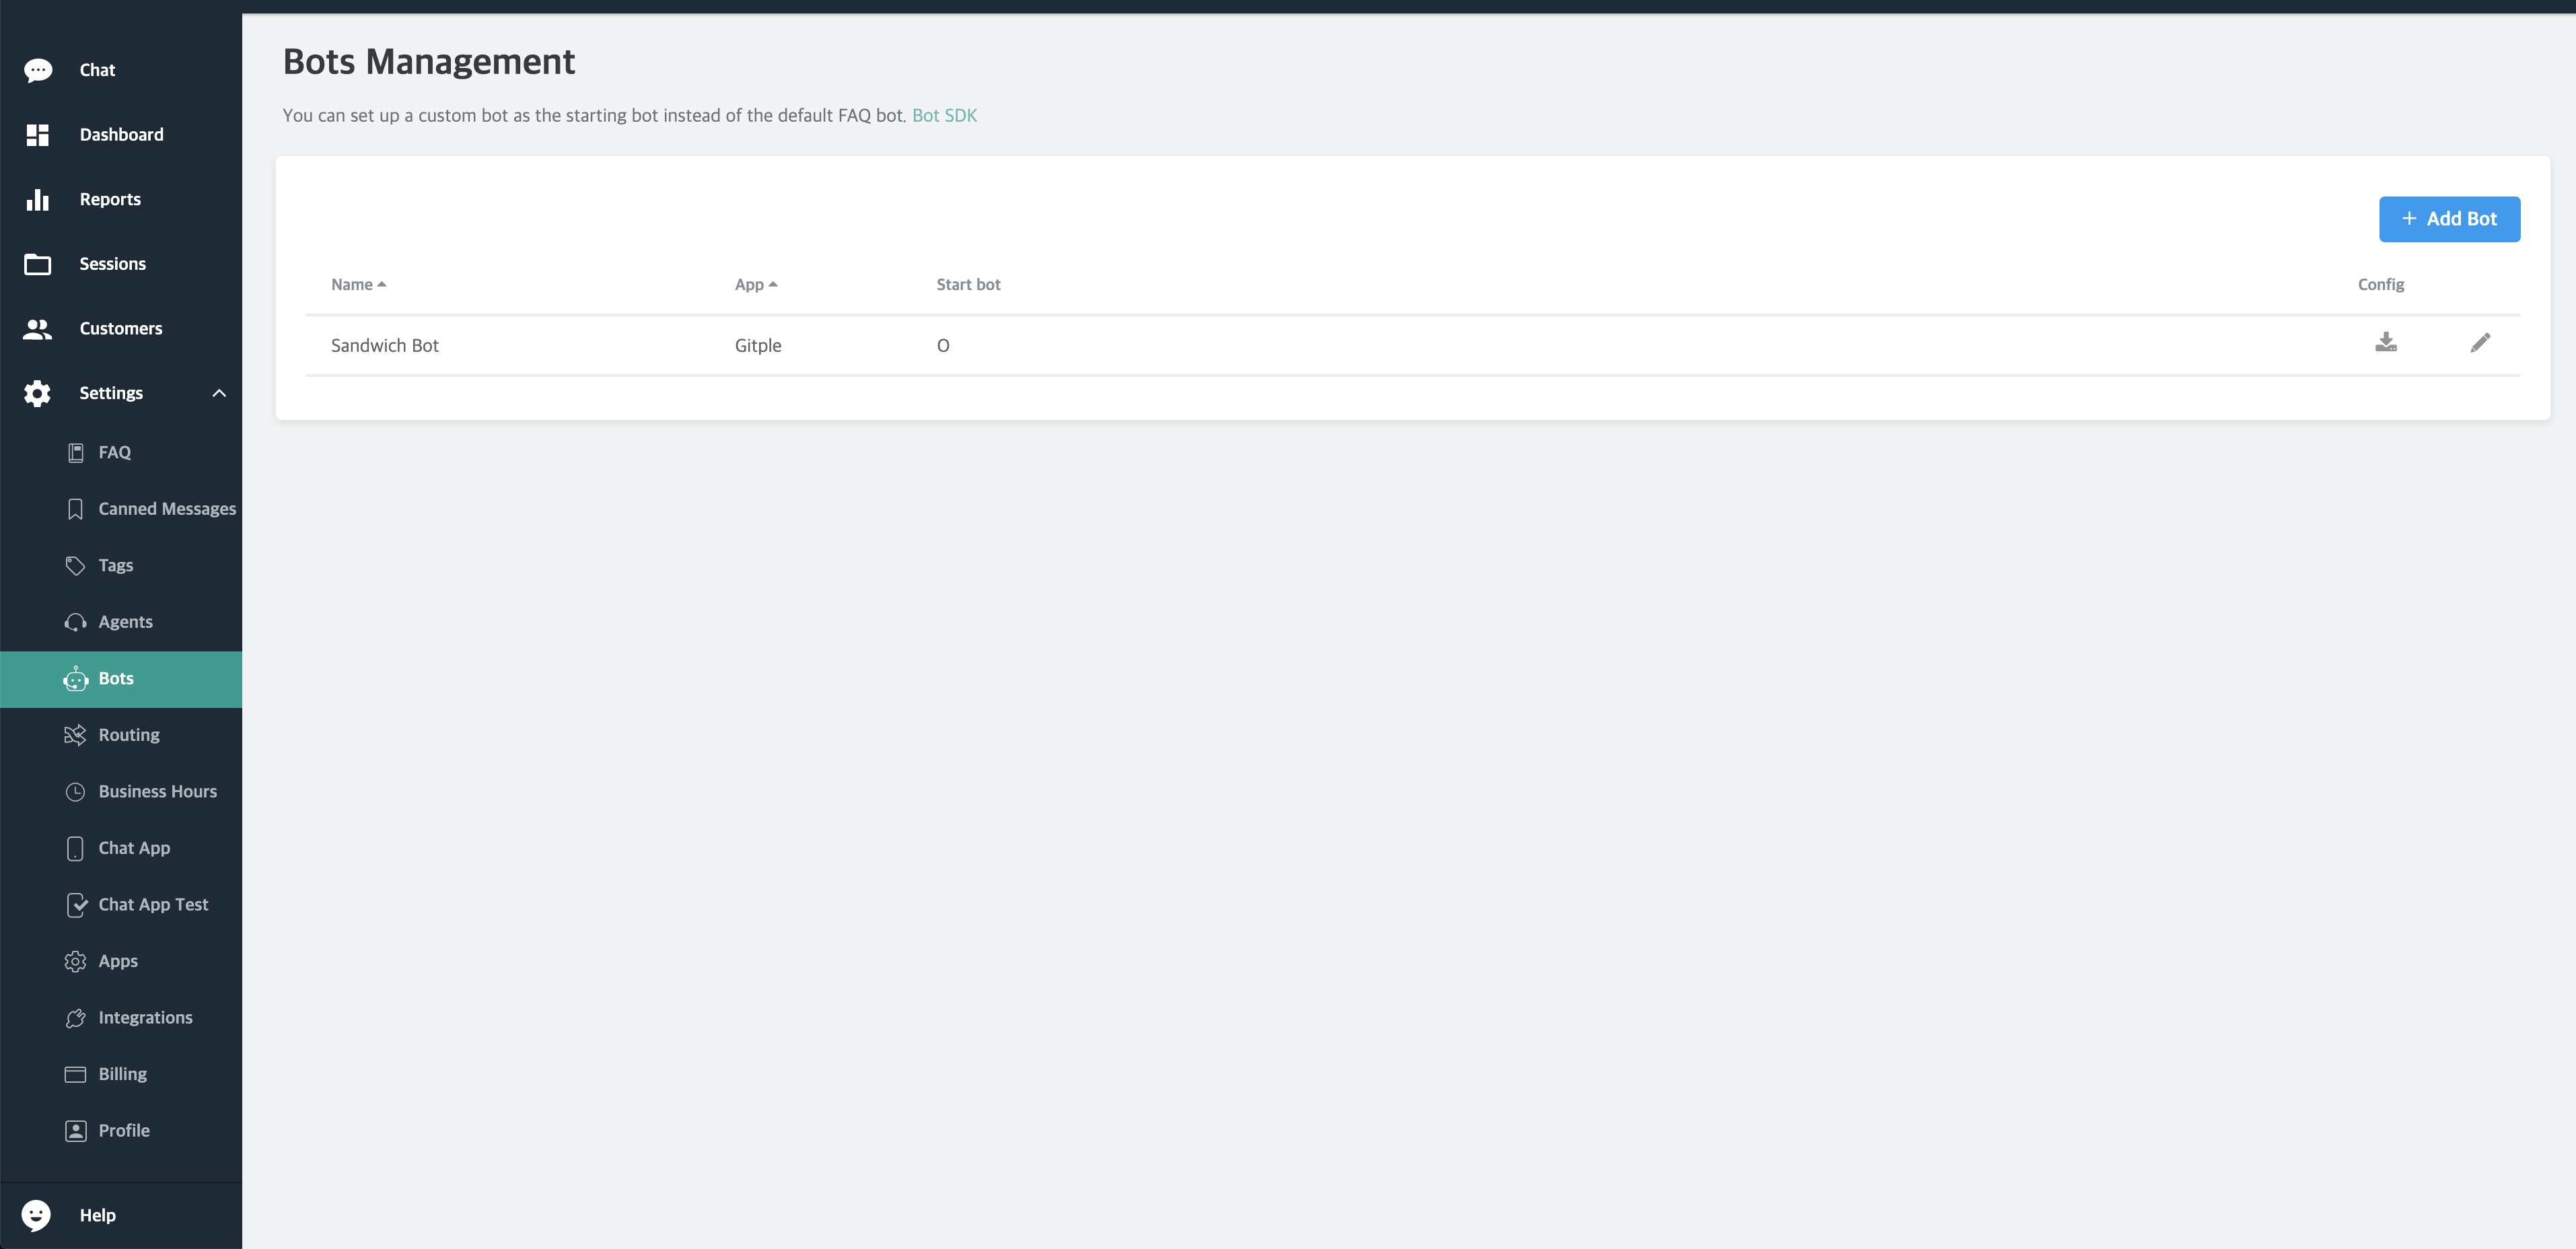 Chat
Dashboard
Reports
Sessions
Customers
Settings
FAQ
Canned Messages
Tags
Agents
Bots
Routing
Business Hours
Chat App
Chat App Test
Apps
Integrations
Billing
Profile
Help
Bots Management
You can set up a custom bot as the starting bot instead of the default FAQ bot. Bot SDK
+ Add Bot
Name App Start bot Config
Sandwich Bot Gitple O